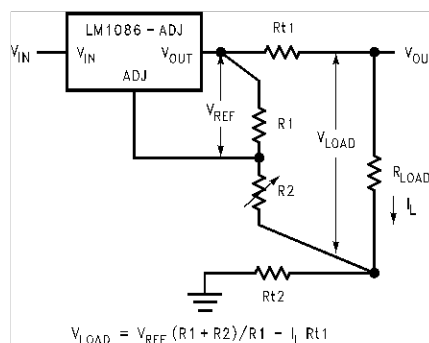 LM1086-ADJ
V_IN V_IN V_OUT Rt1 V_OU
ADJ
V_REF R1 V_LOAD
R2 R_LOAD
I_L
Rt2
V_LOAD = V_REF (R1 + R2)/R1 - I_L Rt1